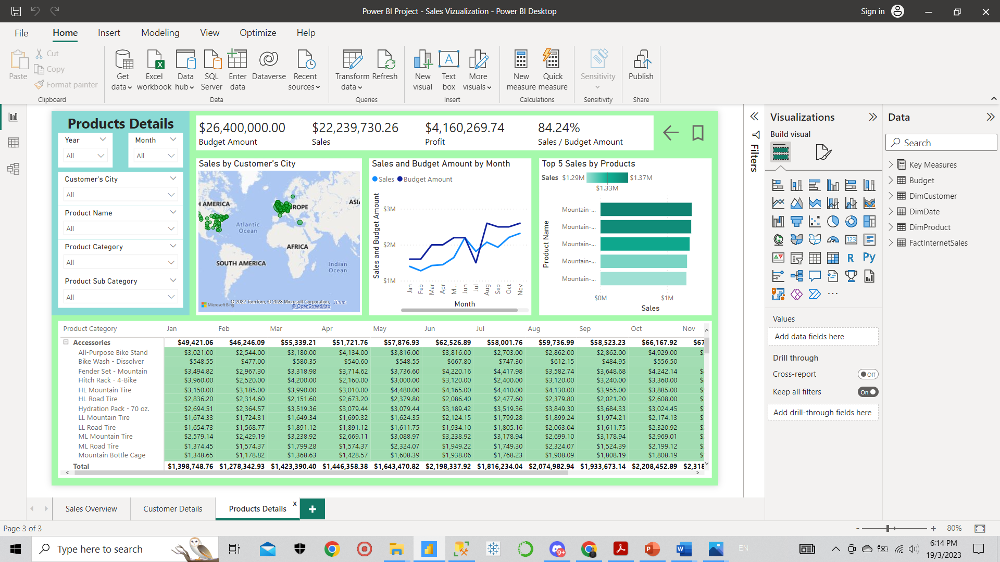 Power BI Project - Sales Vizualization - Power BI Desktop
Sign in
File Home Insert Modeling View Optimize Help
Paste
Cut
Copy
Format painter
Clipboard
Get data
Excel workbook
Data hub
SQL Server
Enter data
Dataverse
Recent sources
Data
Transform data
Refresh
Queries
New visual
Text box
More visuals
Insert
New measure
Quick measure
Calculations
Sensitivity
Sensitivity
Publish
Share
Products Details
Year
All
Month
All
Customer's City
All
Product Name
All
Product Category
All
Product Sub Category
All
$26,400,000.00 $22,239,730.26 $4,160,269.74 84.24%
Budget Amount Sales Profit Sales / Budget Amount
Sales by Customer's City
H AMERICA
ROPE
ASI
Atlantic Ocean
AFRICA
SOUTH AMERICA
Indian Ocean
Microsoft Bing
© 2022 TomTom, © 2023 Microsoft Corporation, Terms
© OpenStreetMap
Sales and Budget Amount by Month
Sales Budget Amount
Sales and Budget Amount
$3M
$2M
$1M
Jan Feb Mar Apr M... Jun Jul Aug Sep Oct Nov
Month
Top 5 Sales by Products
Sales $1.29M $1.37M
$1.33M
Product Name
Mountain-...
Mountain-...
Mountain-...
Mountain-...
Mountain-...
$0M $1M
Sales
Product Category Jan Feb Mar Apr May Jun Jul Aug Sep Oct Nov
Accessories $49,421.06 $46,246.09 $55,339.21 $51,721.76 $57,876.93 $62,526.89 $58,001.76 $59,736.99 $58,523.23 $66,167.92 $67
All-Purpose Bike Stand $3,021.00 $2,544.00 $3,180.00 $4,134.00 $3,816.00 $3,816.00 $2,703.00 $2,862.00 $2,862.00 $4,929.00 $
Bike Wash - Dissolver $548.55 $477.00 $580.35 $540.60 $548.55 $667.80 $747.30 $612.15 $484.95 $556.50
Fender Set - Mountain $3,494.82 $2,967.30 $3,318.98 $3,714.62 $3,736.60 $4,220.16 $4,417.98 $3,582.74 $3,648.68 $4,242.14 $
Hitch Rack - 4-Bike $3,960.00 $2,520.00 $4,200.00 $2,160.00 $3,000.00 $3,120.00 $2,400.00 $3,120.00 $3,240.00 $3,360.00 $
HL Mountain Tire $3,150.00 $3,185.00 $3,990.00 $3,010.00 $4,480.00 $4,165.00 $4,410.00 $4,130.00 $3,955.00 $3,885.00 $
HL Road Tire $2,836.20 $2,314.60 $2,151.60 $2,673.20 $2,379.80 $2,086.40 $2,477.60 $2,379.80 $2,021.20 $2,608.00 $
Hydration Pack - 70 oz. $2,694.51 $2,364.57 $3,519.36 $3,079.44 $3,079.44 $3,189.42 $3,519.36 $3,849.30 $3,684.33 $3,024.45 $
LL Mountain Tire $1,674.33 $1,724.31 $1,649.34 $1,699.32 $1,624.35 $2,124.15 $1,799.28 $1,899.24 $1,974.21 $2,174.13 $
LL Road Tire $1,654.73 $1,568.77 $1,891.12 $1,891.12 $1,611.75 $1,934.10 $1,805.16 $2,063.04 $1,611.75 $2,320.92 $
ML Mountain Tire $2,579.14 $2,429.19 $3,238.92 $2,669.11 $3,088.97 $3,238.92 $3,178.94 $2,699.10 $3,178.94 $2,969.01 $
ML Road Tire $1,374.45 $1,574.37 $1,799.28 $1,574.37 $2,324.07 $1,949.22 $1,749.30 $2,324.07 $1,524.39 $2,199.12 $
Mountain Bottle Cage $1,348.65 $1,178.82 $1,368.63 $1,428.57 $1,608.39 $1,938.06 $1,768.23 $1,908.09 $1,808.19 $1,808.19 $
Total $1,398,748.76 $1,278,342.93 $1,423,390.40 $1,446,358.38 $1,643,470.82 $2,198,337.92 $1,816,234.04 $2,074,982.94 $1,933,673.14 $2,208,452.89 $2,318
Filters
Visualizations
Build visual
123
R
Py
...
Values
Add data fields here
Drill through
Cross-report Off
Keep all filters On
Add drill-through fields here
Data
Search
Key Measures
Budget
DimCustomer
DimDate
DimProduct
FactInternetSales
Sales Overview Customer Details Products Details x +
Page 3 of 3
- + 80%
Type here to search
9+
EN
6:14 PM
19/3/2023